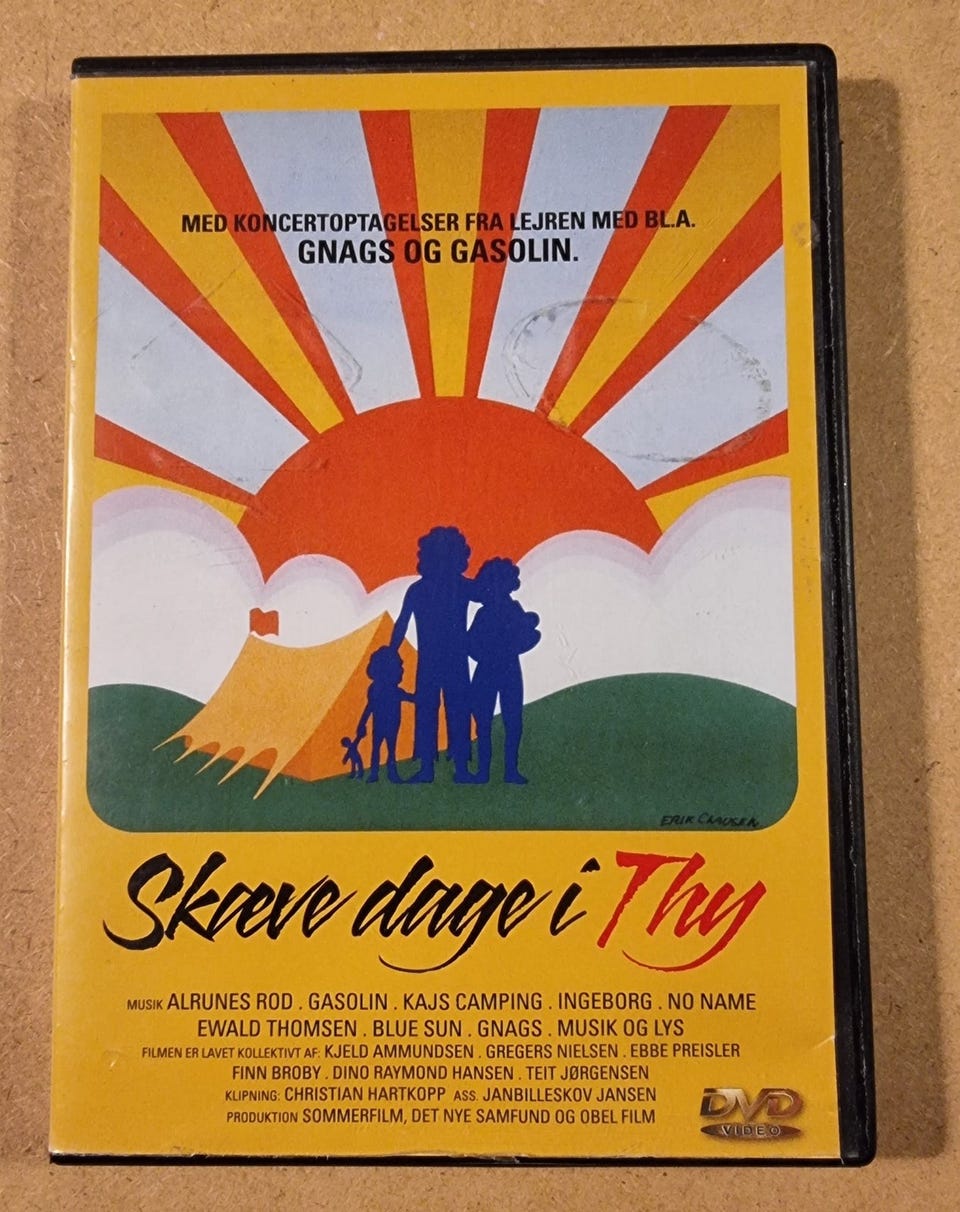 MED KONCERTOPTAGELSER FRA LEJREN MED BL.A.
GNAGS OG GASOLIN.
ERIK CLAUSEN
Skæve dage i Thy
MUSIK ALRUNES ROD . GASOLIN . KAJS CAMPING . INGEBORG . NO NAME
EWALD THOMSEN . BLUE SUN . GNAGS . MUSIK OG LYS
FILMEN ER LAVET KOLLEKTIVT AF: KJELD AMMUNDSEN . GREGERS NIELSEN . EBBE PREISLER
FINN BROBY . DINO RAYMOND HANSEN . TEIT JØRGENSEN
KLIPNING: CHRISTIAN HARTKOPP ASS. JANBILLESKOV JANSEN
PRODUKTION SOMMERFILM, DET NYE SAMFUND OG OBEL FILM
DVD
VIDEO